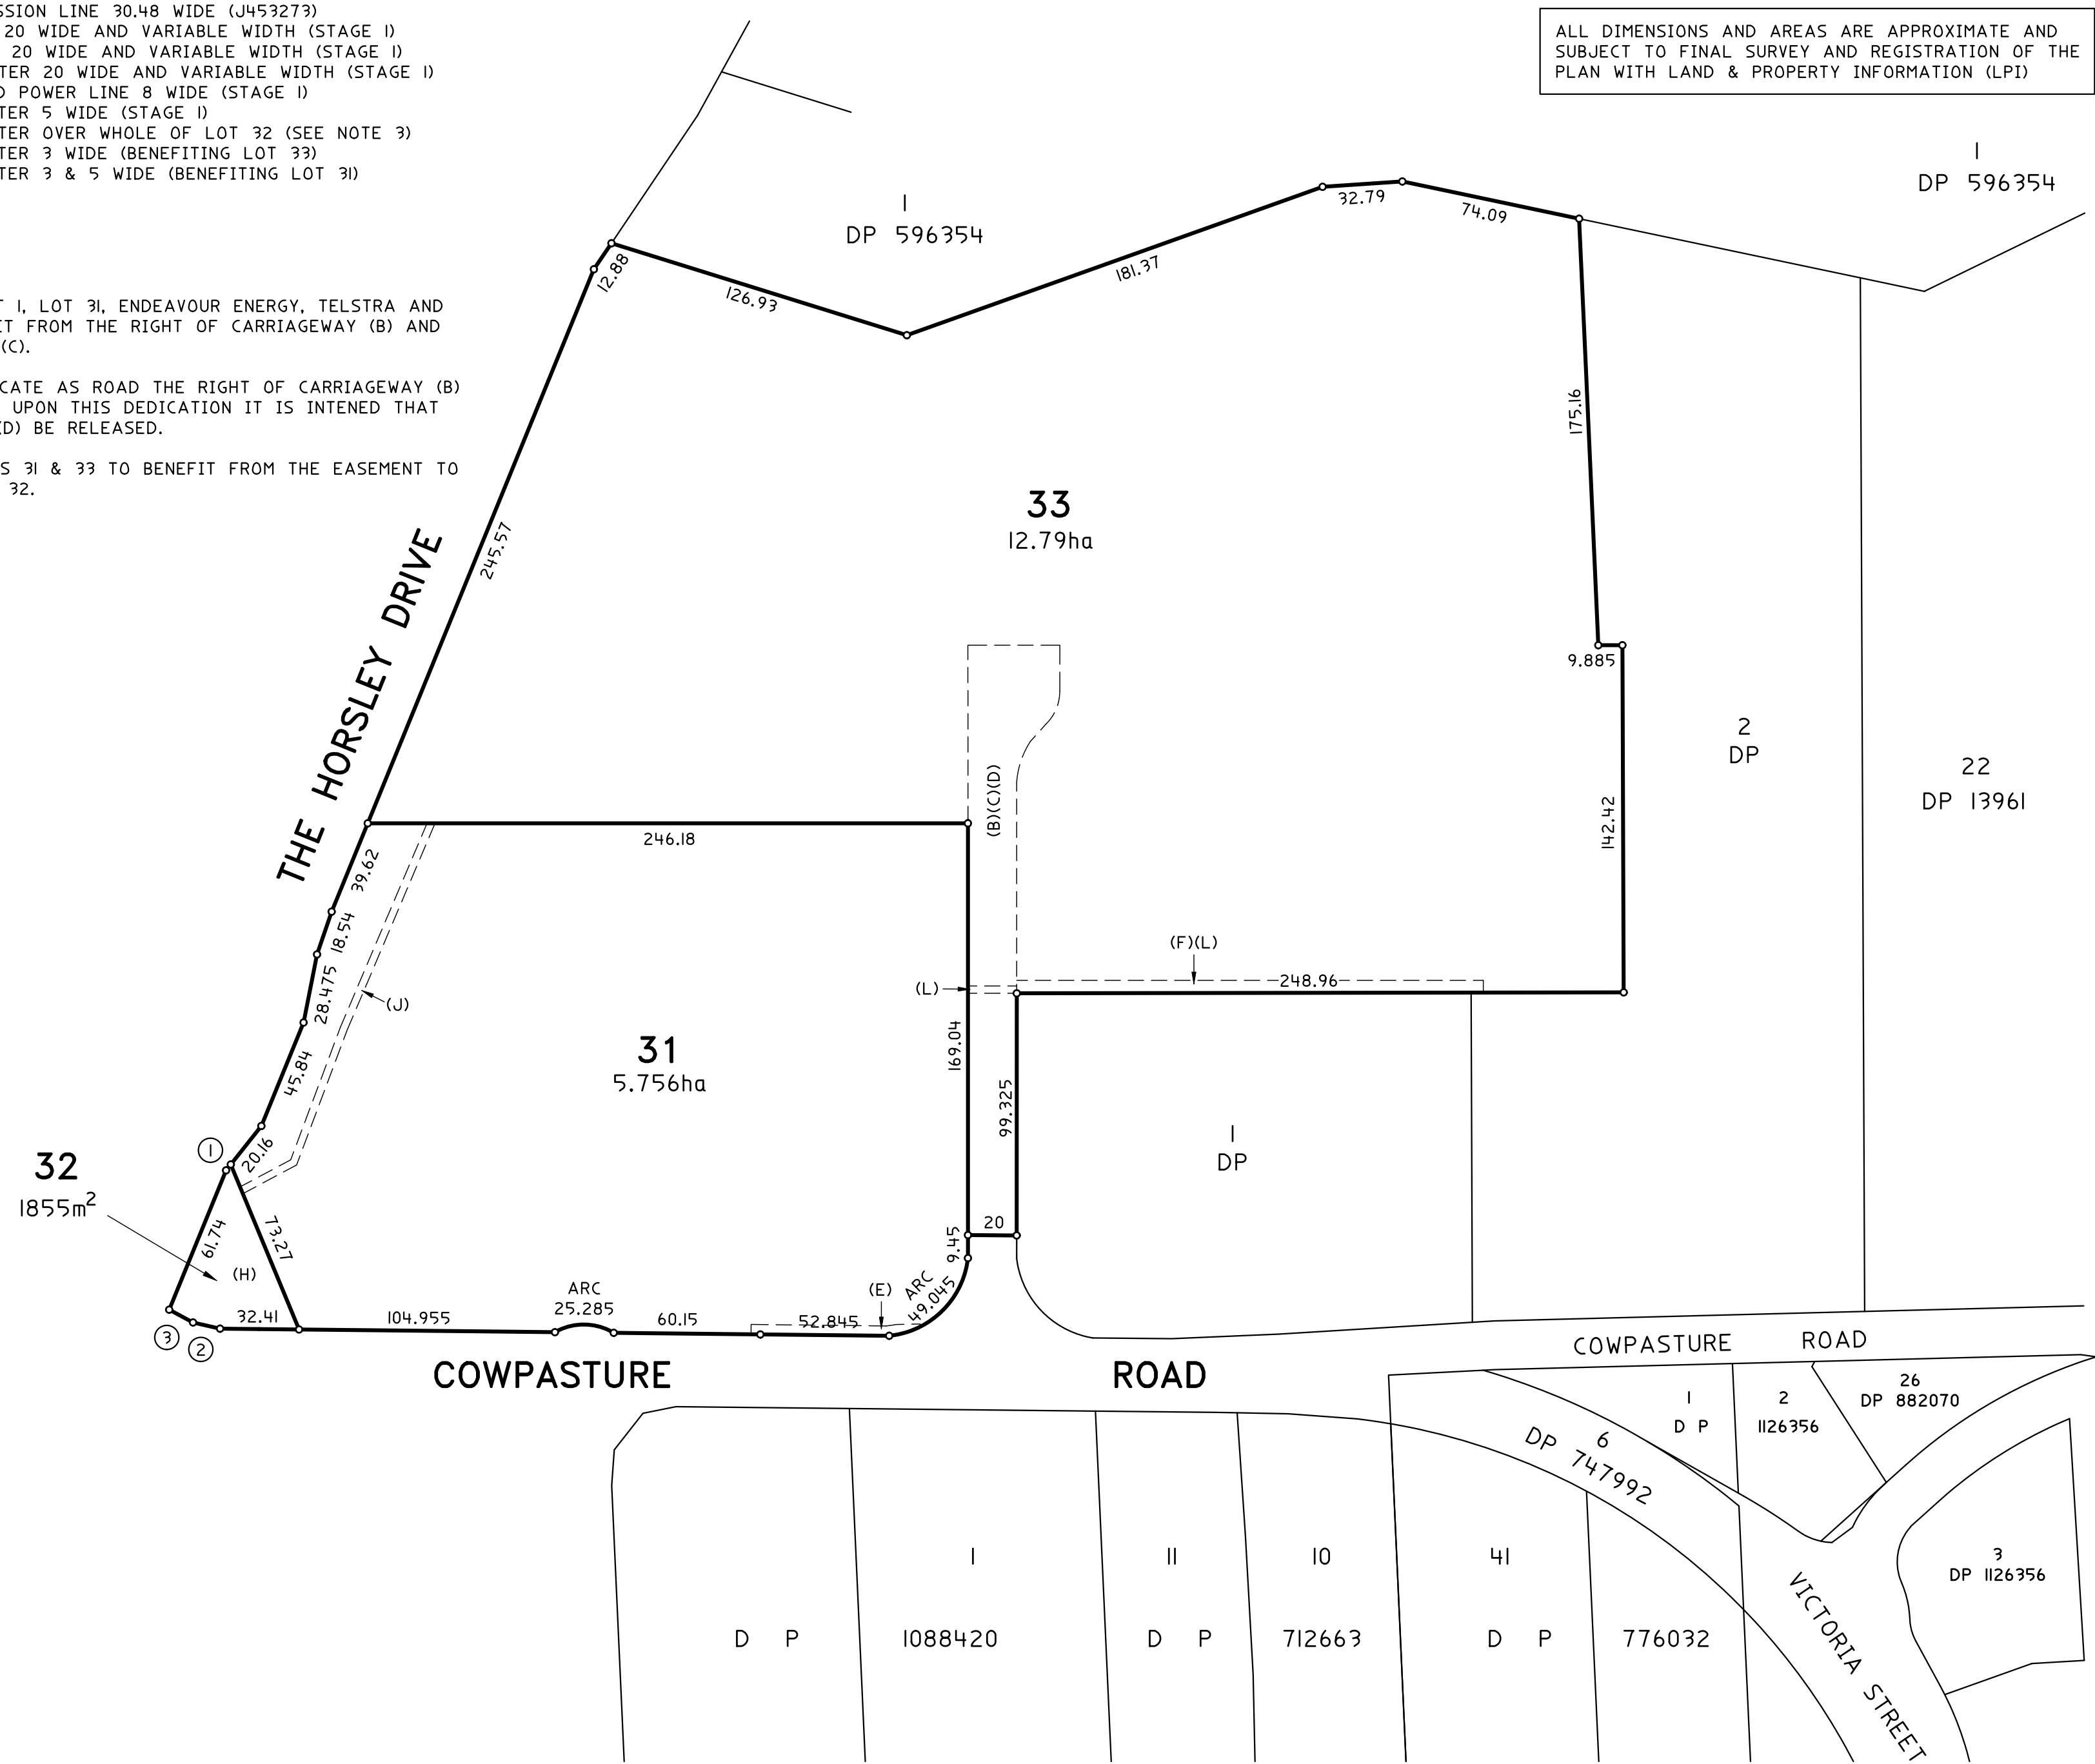 SSION LINE 30.48 WIDE (J453273)
20 WIDE AND VARIABLE WIDTH (STAGE 1)
20 WIDE AND VARIABLE WIDTH (STAGE 1)
TER 20 WIDE AND VARIABLE WIDTH (STAGE 1)
D POWER LINE 8 WIDE (STAGE 1)
TER 5 WIDE (STAGE 1)
TER OVER WHOLE OF LOT 32 (SEE NOTE 3)
TER 3 WIDE (BENEFITING LOT 33)
TER 3 & 5 WIDE (BENEFITING LOT 31)
ALL DIMENSIONS AND AREAS ARE APPROXIMATE AND
SUBJECT TO FINAL SURVEY AND REGISTRATION OF THE
PLAN WITH LAND & PROPERTY INFORMATION (LPI)
T 1, LOT 31, ENDEAVOUR ENERGY, TELSTRA AND
IT FROM THE RIGHT OF CARRIAGEWAY (B) AND
(C).
CATE AS ROAD THE RIGHT OF CARRIAGEWAY (B)
UPON THIS DEDICATION IT IS INTENED THAT
(D) BE RELEASED.
S 31 & 33 TO BENEFIT FROM THE EASEMENT TO
32.
1
DP 596354
1
DP 596354
12.88
126.93
181.37
32.79
74.09
175.16
245.57
33
12.79ha
9.885
THE HORSLEY DRIVE
2
DP
22
DP 13961
142.42
(B)(C)(D)
246.18
39.62
18.54
28.475
45.84
20.16
(J)
(F)(L)
248.96
(L)
169.04
99.325
31
5.756ha
1
DP
32
1855m²
1
61.74
73.27
(H)
32.41
3
2
104.955
ARC
25.285
60.15
52.845
(E)
ARC
49.045
9.45
20
COWPASTURE ROAD
COWPASTURE ROAD
1
D P
2
1126356
26
DP 882070
6
DP 747992
3
DP 1126356
1
11
10
41
D P
1088420
D P
712663
D P
776032
VICTORIA STREET